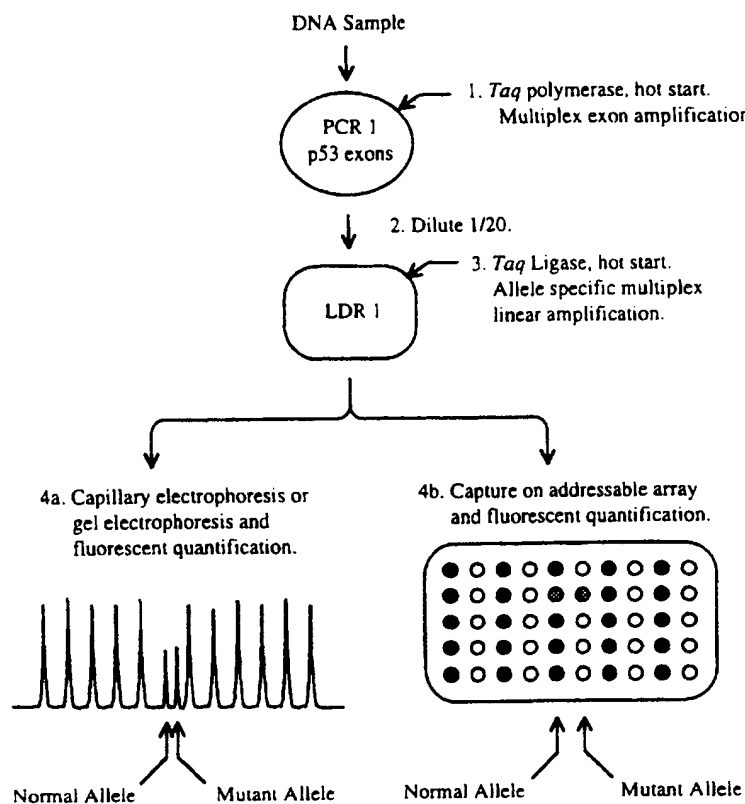 DNA Sample
1. Taq polymerase, hot start.
Multiplex exon amplification
PCR 1
p53 exons
2. Dilute 1/20.
3. Taq Ligase, hot start.
Allele specific multiplex
linear amplification.
LDR 1
4a. Capillary electrophoresis or
gel electrophoresis and
fluorescent quantification.
4b. Capture on addressable array
and fluorescent quantification.
Normal Allele
Mutant Allele
Normal Allele
Mutant Allele